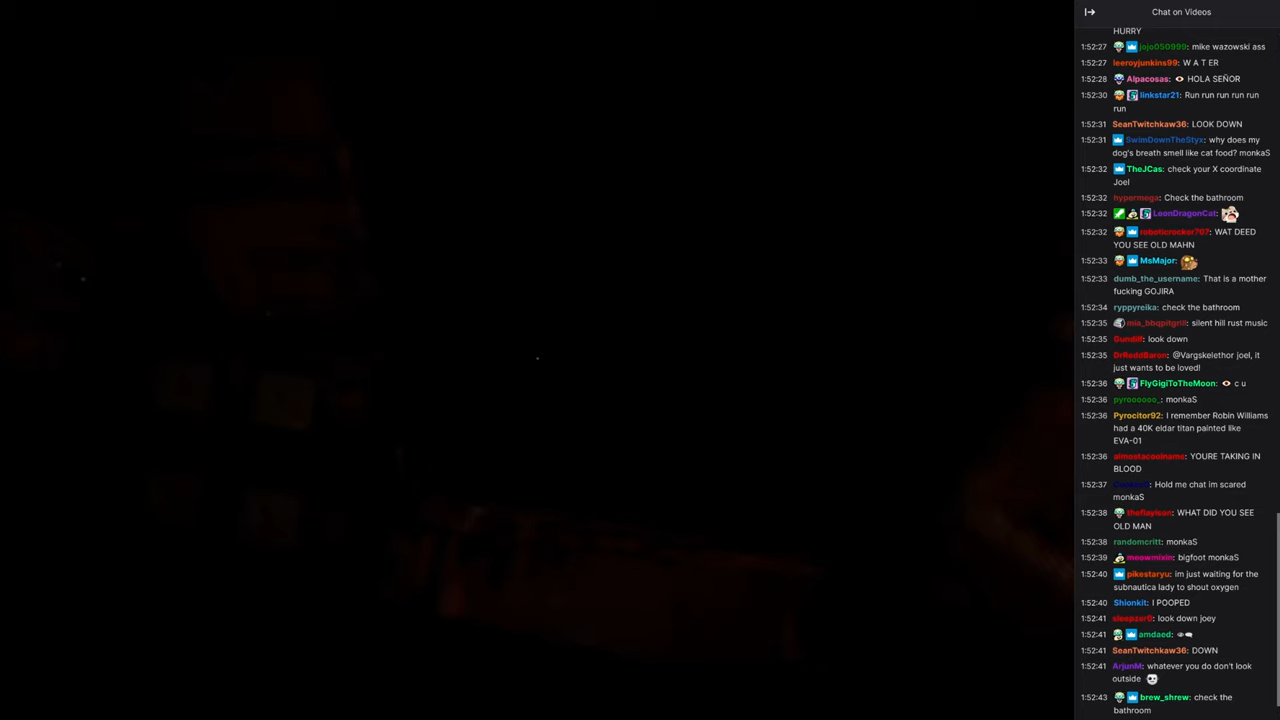 Chat on Videos
HURRY
1:52:27 jojo050999: mike wazowski ass
1:52:27 leeroyjunkins99: W A T ER
1:52:28 Alpacosas: HOLA SEÑOR
1:52:30 linkstar21: Run run run run run
run
1:52:31 SeanTwitchkaw36: LOOK DOWN
1:52:31 SwimDownTheStyx: why does my
dog's breath smell like cat food? monkaS
1:52:32 TheJCas: check your X coordinate
Joel
1:52:32 hypermega: Check the bathroom
1:52:32 LeonDragonCat:
1:52:32 roboticrocker707: WAT DEED
YOU SEE OLD MAHN
1:52:33 MsMajor:
1:52:33 dumb_the_username: That is a mother
fucking GOJIRA
1:52:34 ryppyreika: check the bathroom
1:52:35 mia_bbqpitgrill: silent hill rust music
1:52:35 Gundilf: look down
1:52:35 DrReddBaron: @Vargskelethor joel, it
just wants to be loved!
1:52:36 FlyGigiToTheMoon: c u
1:52:36 pyroooooo_: monkaS
1:52:36 Pyrocitor92: I remember Robin Williams
had a 40K eldar titan painted like
EVA-01
1:52:36 almostacoolname: YOURE TAKING IN
BLOOD
1:52:37 Hold me chat im scared
monkaS
1:52:38 theflayison: WHAT DID YOU SEE
OLD MAN
1:52:38 randomcritt: monkaS
1:52:39 meowmixin: bigfoot monkaS
1:52:40 pikestaryu: im just waiting for the
subnautica lady to shout oxygen
1:52:40 Shionkit: I POOPED
1:52:41 sleepzer0: look down joey
1:52:41 amdaed:
1:52:41 SeanTwitchkaw36: DOWN
1:52:41 ArjunM: whatever you do don't look
outside
1:52:43 brew_shrew: check the
bathroom